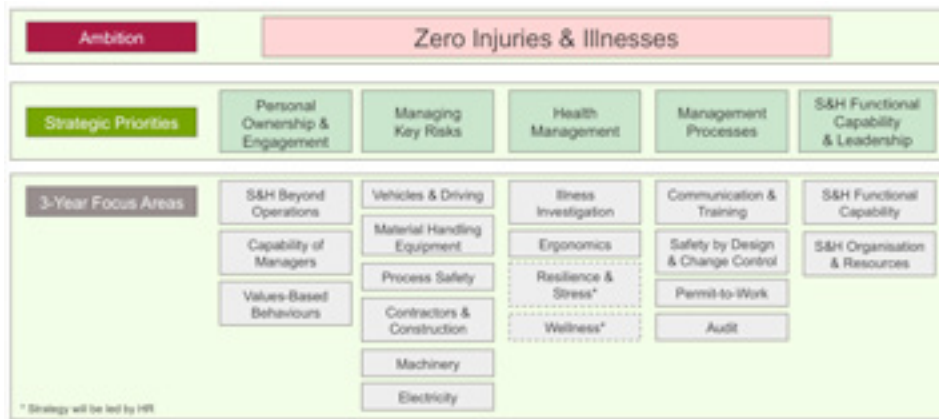 Ambition
Zero Injuries & Illnesses
Strategic Priorities
Personal
Ownership &
Engagement
Managing
Key Risks
Health
Management
Management
Processes
S&H Functional
Capability
& Leadership
3-Year Focus Areas
S&H Beyond
Operations
Capability of
Managers
Values-Based
Behaviours
Vehicles & Driving
Material Handling
Equipment
Process Safety
Contractors &
Construction
Machinery
Electricity
Illness
Investigation
Ergonomics
Resilience &
Stress*
Wellness*
Communication &
Training
Safety by Design
& Change Control
Permit-to-Work
Audit
S&H Functional
Capability
S&H Organisation
& Resources
* Strategy will be led by HR